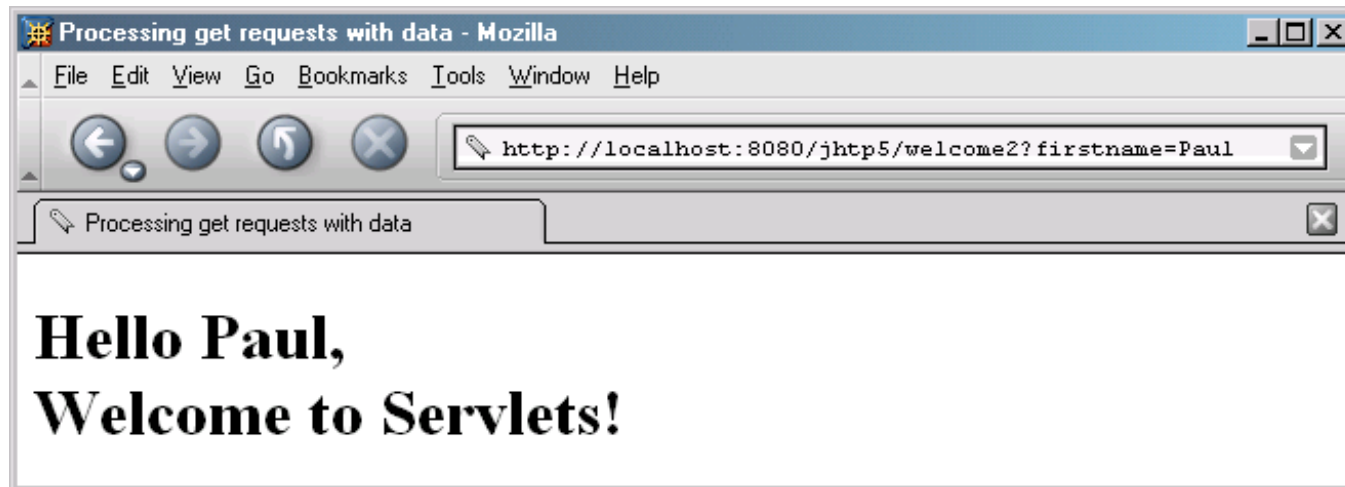 Processing get requests with data - Mozilla
File Edit View Go Bookmarks Tools Window Help
http://localhost:8080/jhtp5/welcome2?firstname=Paul
Processing get requests with data
Hello Paul,
Welcome to Servlets!